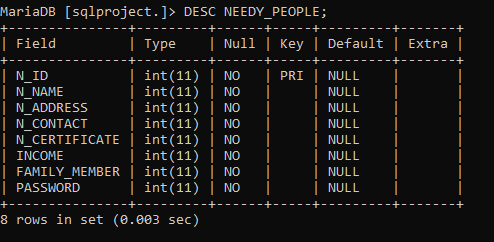 MariaDB [sqlproject.]> DESC NEEDY_PEOPLE;
+---------------+---------+------+-----+---------+-------+
| Field         | Type    | Null | Key | Default | Extra |
+---------------+---------+------+-----+---------+-------+
| N_ID          | int(11) | NO   | PRI | NULL    |       |
| N_NAME        | int(11) | NO   |     | NULL    |       |
| N_ADDRESS     | int(11) | NO   |     | NULL    |       |
| N_CONTACT     | int(11) | NO   |     | NULL    |       |
| N_CERTIFICATE | int(11) | NO   |     | NULL    |       |
| INCOME        | int(11) | NO   |     | NULL    |       |
| FAMILY_MEMBER | int(11) | NO   |     | NULL    |       |
| PASSWORD      | int(11) | NO   |     | NULL    |       |
+---------------+---------+------+-----+---------+-------+
8 rows in set (0.003 sec)